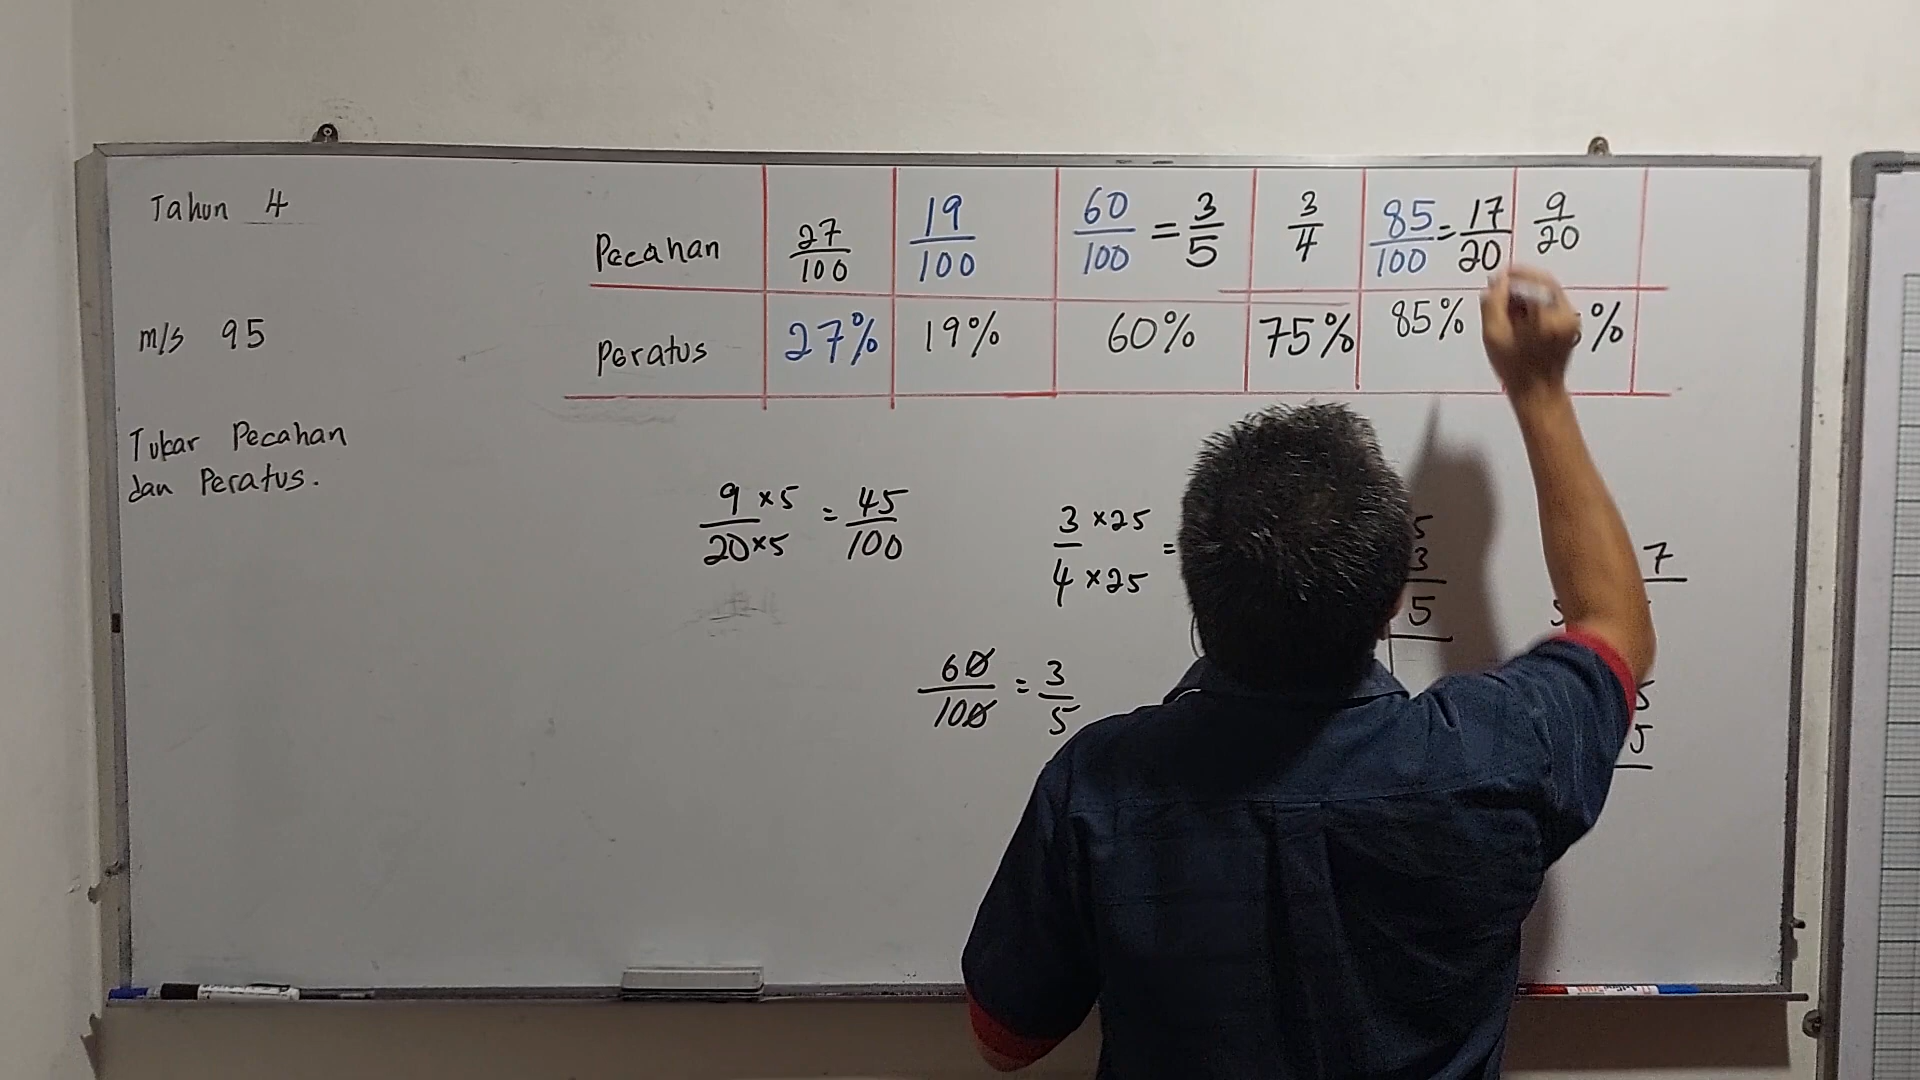 Tahun 4
m/s 95
Tukar Pecahan
dan Peratus.
Pecahan 27/100 19/100 60/100 = 3/5 3/4 85/100 = 17/20 9/20
Peratus 27% 19% 60% 75% 85% %
9 ×5 / 20 ×5 = 45/100
3 ×25 / 4 ×25 =
60/100 = 3/5
5
3
5
7
5